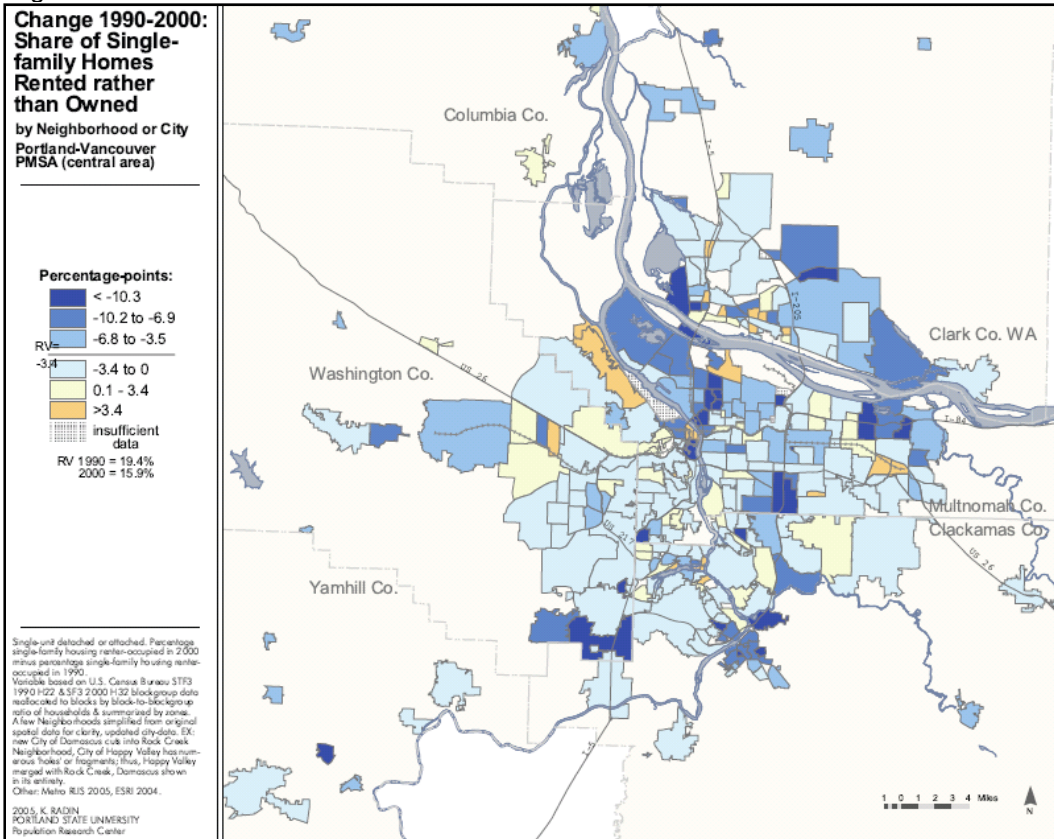 Change 1990-2000:
Share of Single-
family Homes
Rented rather
than Owned
by Neighborhood or City
Portland-Vancouver
PMSA (central area)
Percentage-points:
< -10.3
-10.2 to -6.9
-6.8 to -3.5
RV=
-3.4
-3.4 to 0
0.1 - 3.4
>3.4
insufficient
data
RV 1990 = 19.4%
2000 = 15.9%
Single-unit detached or attached. Percentage
single-family housing renter-occupied in 2000
minus percentage single-family housing renter-
occupied in 1990.
Variable based on U.S. Census Bureau STF3
1990 H22 & SF3 2000 H32 blockgroup data
reallocated to blocks by block-to-blockgroup
ratio of households & summarized by zones.
A few Neighborhoods simplified from original
spatial data for clarity, updated city-data. EX:
new City of Damascus cuts into Rock Creek
Neighborhood, City of Happy Valley has num-
erous 'holes' or fragments; thus, Happy Valley
merged with Rock Creek, Damascus shown
in its entirety.
Other: Metro RLIS 2005, ESRI 2004.
2005, K. RADIN
PORTLAND STATE UNIVERSITY
Population Research Center
Columbia Co.
I-5
I-205
Clark Co. WA
Washington Co.
US 26
I-84
Multnomah Co.
Clackamas Co.
US 26
US 217
Yamhill Co.
I-5
1 0 1 2 3 4 Miles
N